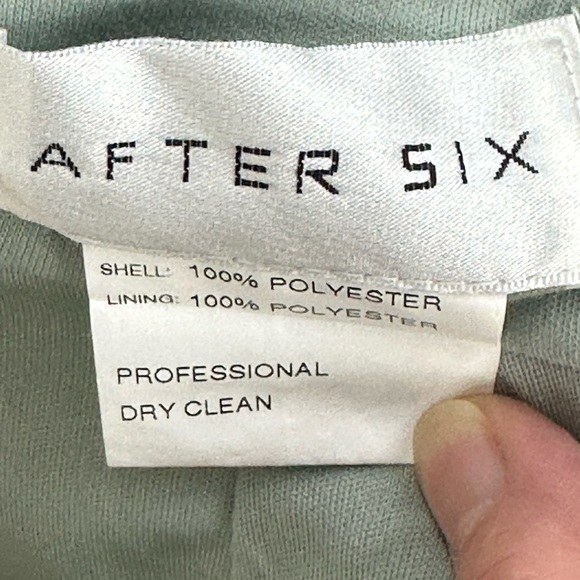 AFTER SIX
SHELL: 100% POLYESTER
LINING: 100% POLYESTER
PROFESSIONAL
DRY CLEAN